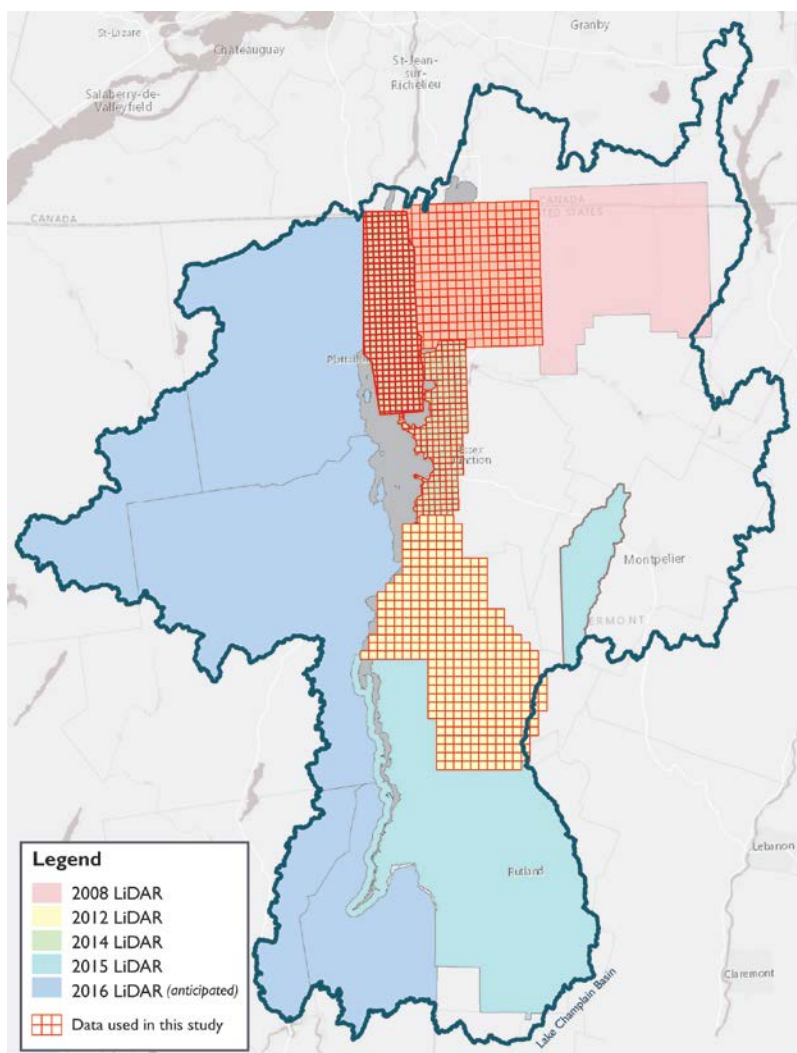 Granby
St-Lazare
Chateauguay
St-Jean-
sur-
Richelieu
Salaberry-de-
Valleyfield
CANADA
CANADA
UNITED STATES
Essex
Junction
Montpelier
VERMONT
Lebanon
Rutland
Claremont
Lake Champlain Basin
Legend
2008 LiDAR
2012 LiDAR
2014 LiDAR
2015 LiDAR
2016 LiDAR (anticipated)
Data used in this study